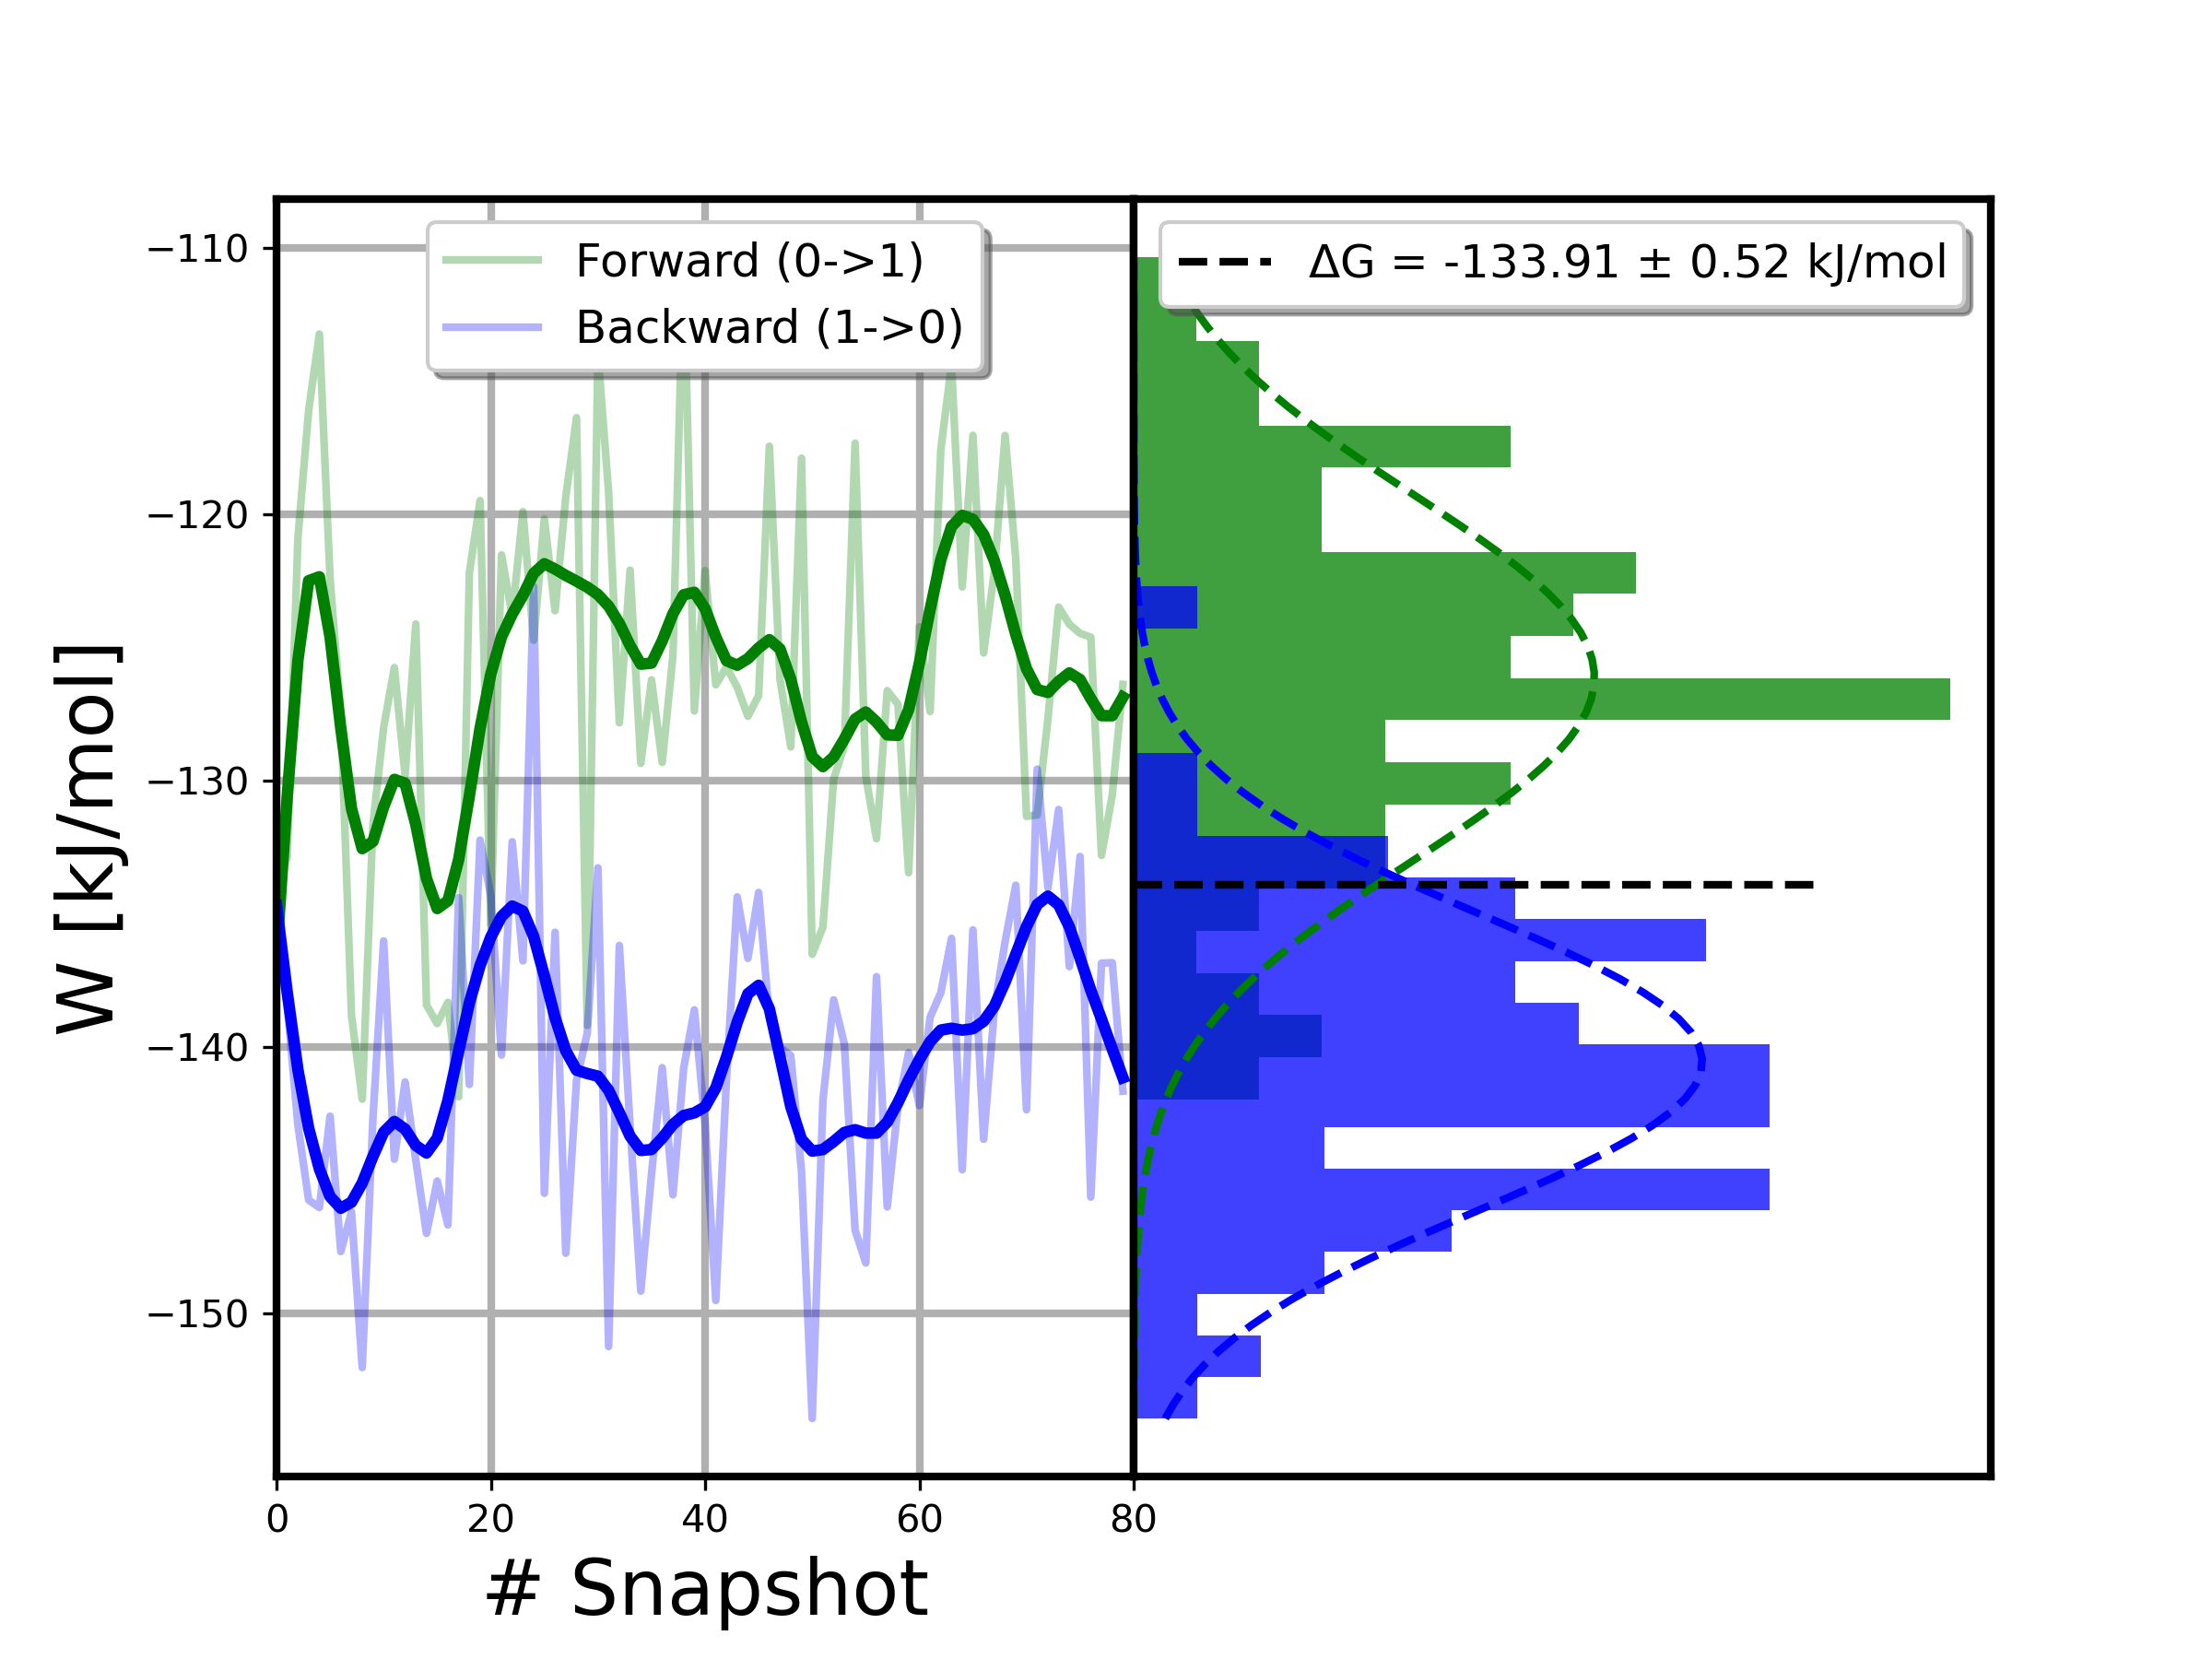 Forward (0->1)
Backward (1->0)
ΔG = -133.91 ± 0.52 kJ/mol
W [kJ/mol]
−110
−120
−130
−140
−150
0 20 40 60 80
# Snapshot